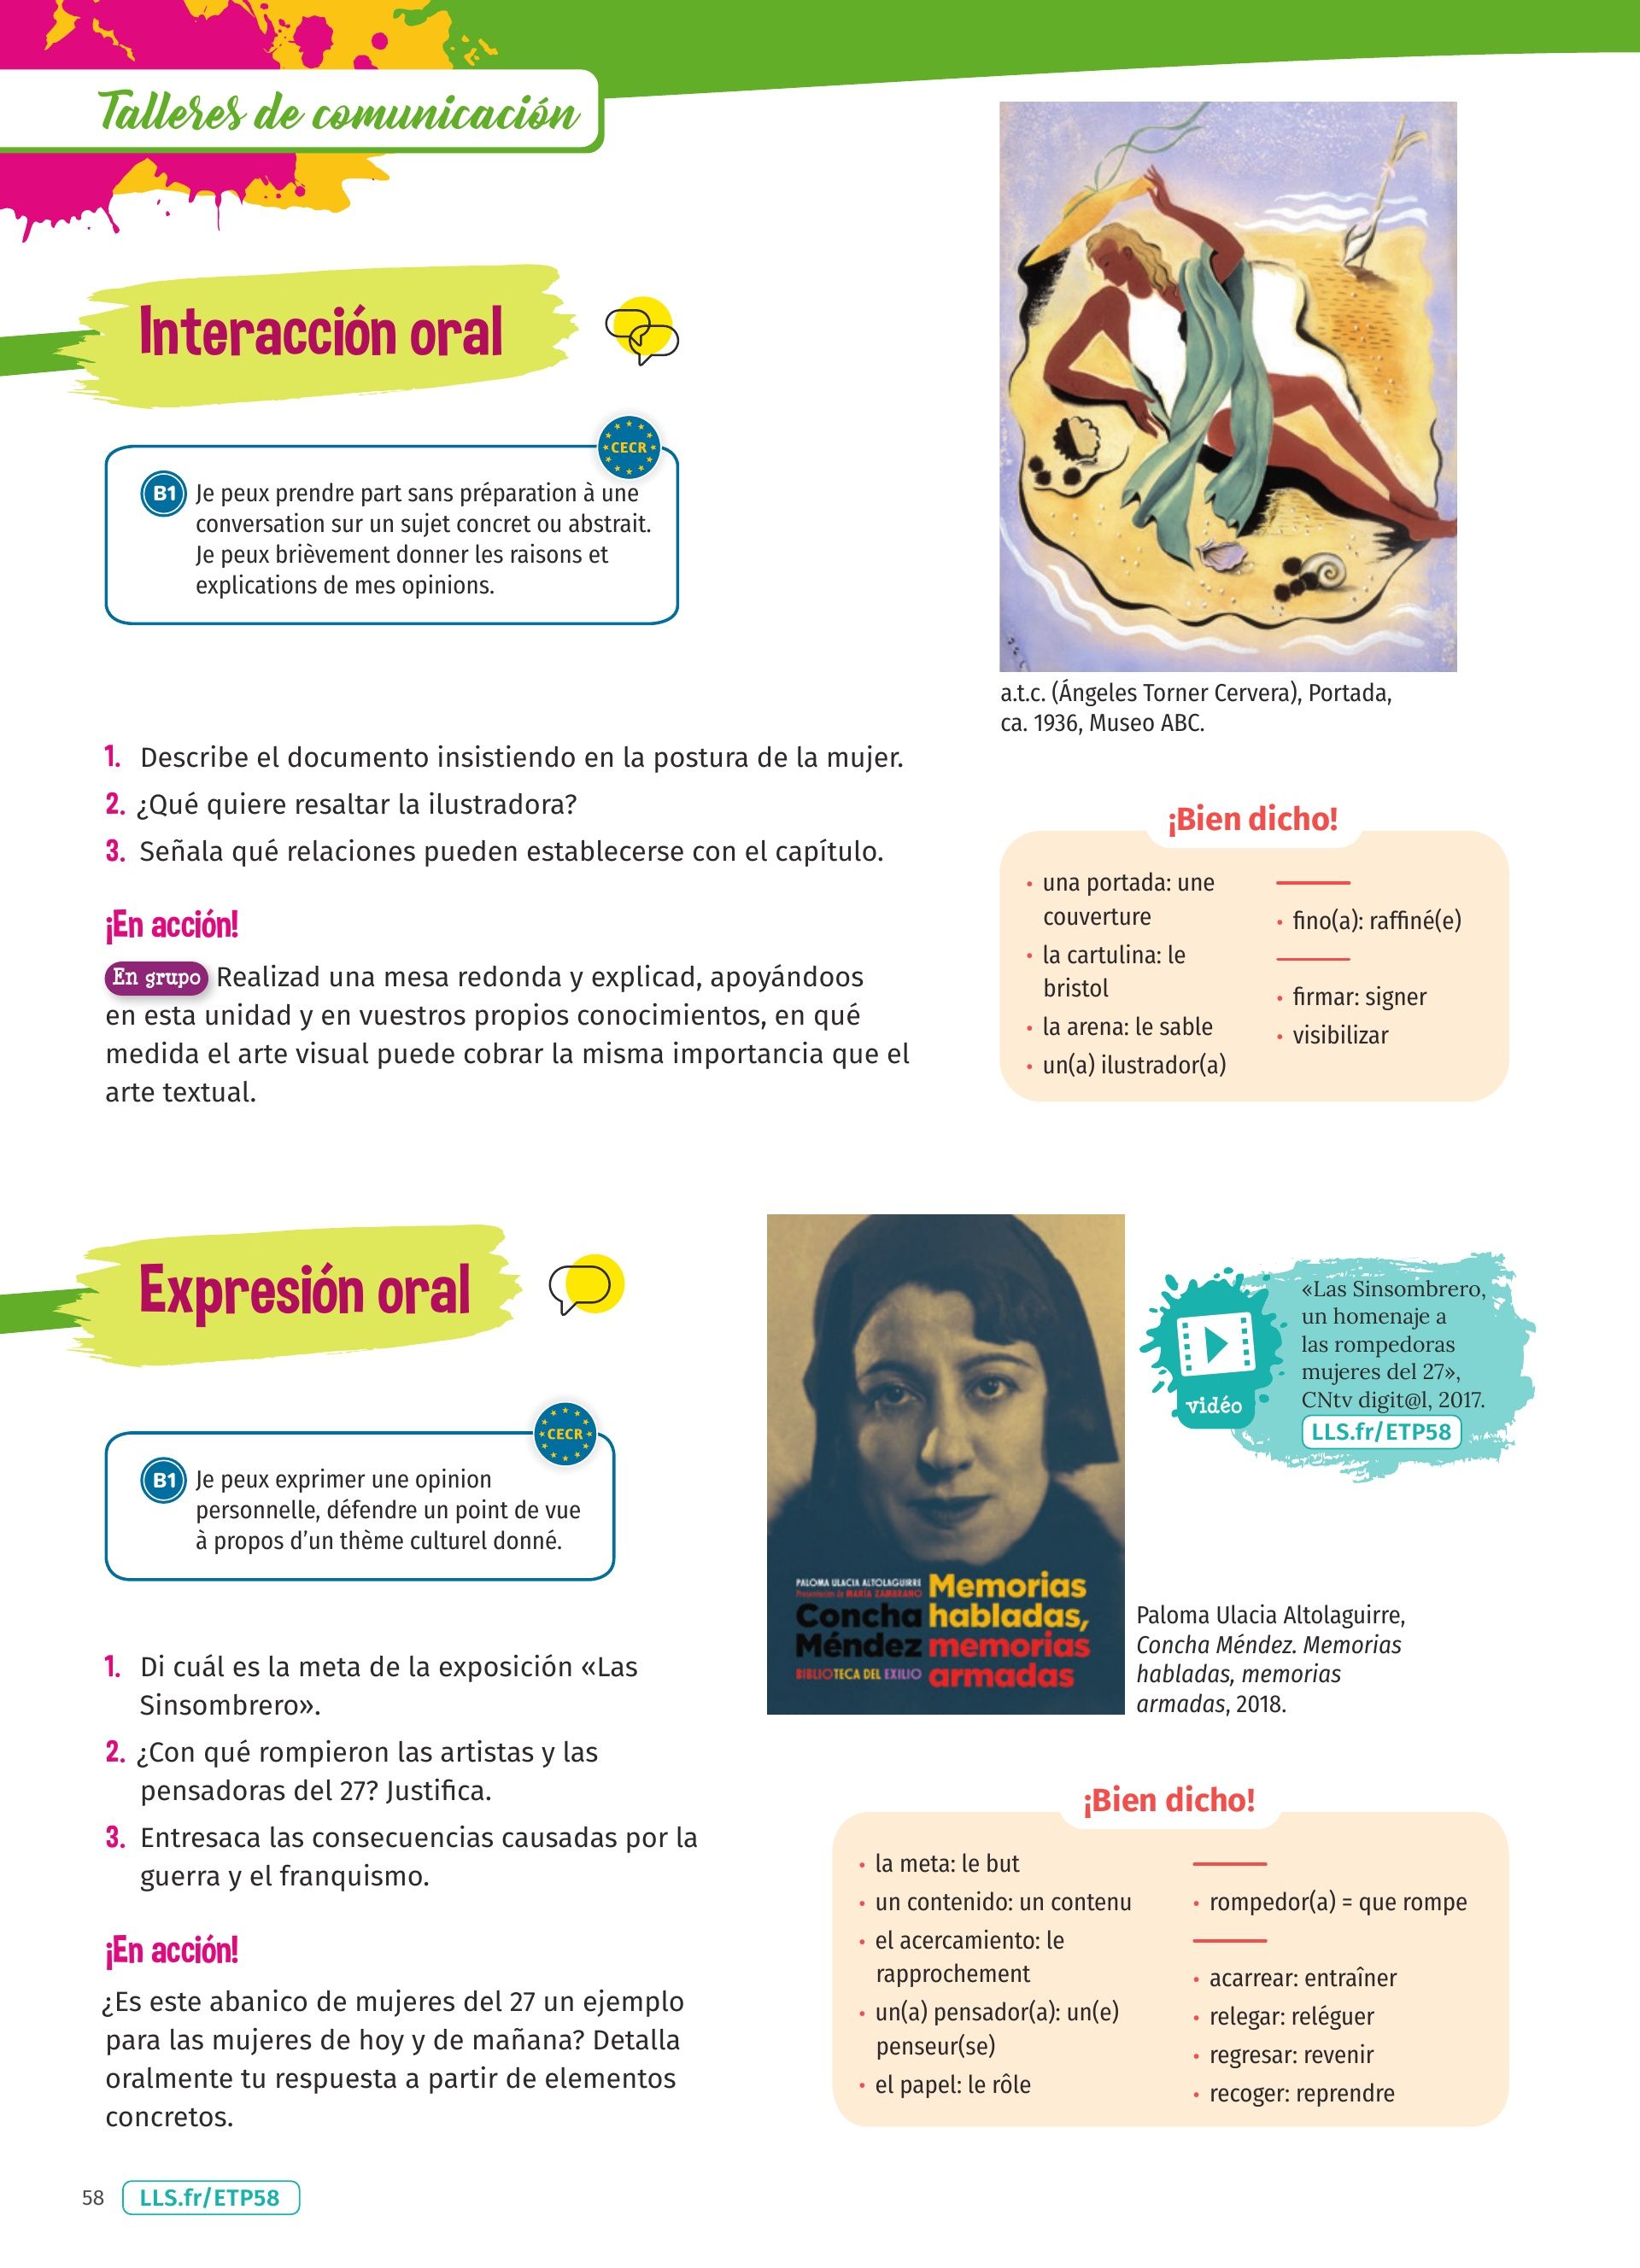 Talleres de comunicación
Interacción oral
CECR
B1 Je peux prendre part sans préparation à une
conversation sur un sujet concret ou abstrait.
Je peux brièvement donner les raisons et
explications de mes opinions.
a.t.c. (Ángeles Torner Cervera), Portada,
ca. 1936, Museo ABC.
1. Describe el documento insistiendo en la postura de la mujer.
2. ¿Qué quiere resaltar la ilustradora?
3. Señala qué relaciones pueden establecerse con el capítulo.
¡En acción!
En grupo Realizad una mesa redonda y explicad, apoyándoos
en esta unidad y en vuestros propios conocimientos, en qué
medida el arte visual puede cobrar la misma importancia que el
arte textual.
¡Bien dicho!
• una portada: une
couverture
• la cartulina: le
bristol
• la arena: le sable
• un(a) ilustrador(a)
• fino(a): raffiné(e)
• firmar: signer
• visibilizar
Expresión oral
CECR
B1 Je peux exprimer une opinion
personnelle, défendre un point de vue
à propos d'un thème culturel donné.
PALOMA ULACIA ALTOLAGUIRRE
Presentación de MARÍA ZAMBRANO
Concha
Méndez
BIBLIOTECA DEL EXILIO
Memorias
habladas,
memorias
armadas
vidéo
«Las Sinsombrero,
un homenaje a
las rompedoras
mujeres del 27»,
CNtv digit@l, 2017.
LLS.fr/ETP58
Paloma Ulacia Altolaguirre,
Concha Méndez. Memorias
habladas, memorias
armadas, 2018.
1. Di cuál es la meta de la exposición «Las
Sinsombrero».
2. ¿Con qué rompieron las artistas y las
pensadoras del 27? Justifica.
3. Entresaca las consecuencias causadas por la
guerra y el franquismo.
¡En acción!
¿Es este abanico de mujeres del 27 un ejemplo
para las mujeres de hoy y de mañana? Detalla
oralmente tu respuesta a partir de elementos
concretos.
¡Bien dicho!
• la meta: le but
• un contenido: un contenu
• el acercamiento: le
rapprochement
• un(a) pensador(a): un(e)
penseur(se)
• el papel: le rôle
• rompedor(a) = que rompe
• acarrear: entraîner
• relegar: reléguer
• regresar: revenir
• recoger: reprendre
58
LLS.fr/ETP58